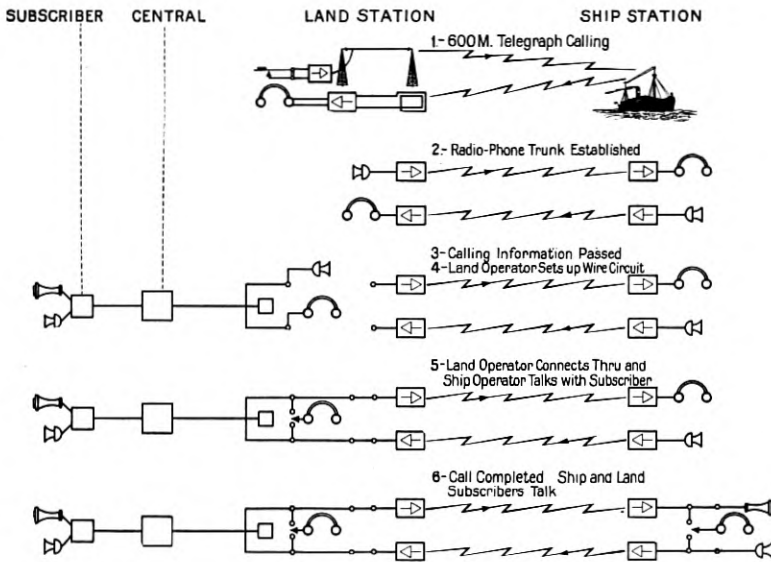 SUBSCRIBER CENTRAL LAND STATION SHIP STATION
1.- 600 M. Telegraph Calling
2.- Radio-Phone Trunk Established
3- Calling Information Passed
4- Land Operator Sets up Wire Circuit
5- Land Operator Connects Thru and
Ship Operator Talks with Subscriber
6- Call Completed Ship and Land
Subscribers Talk